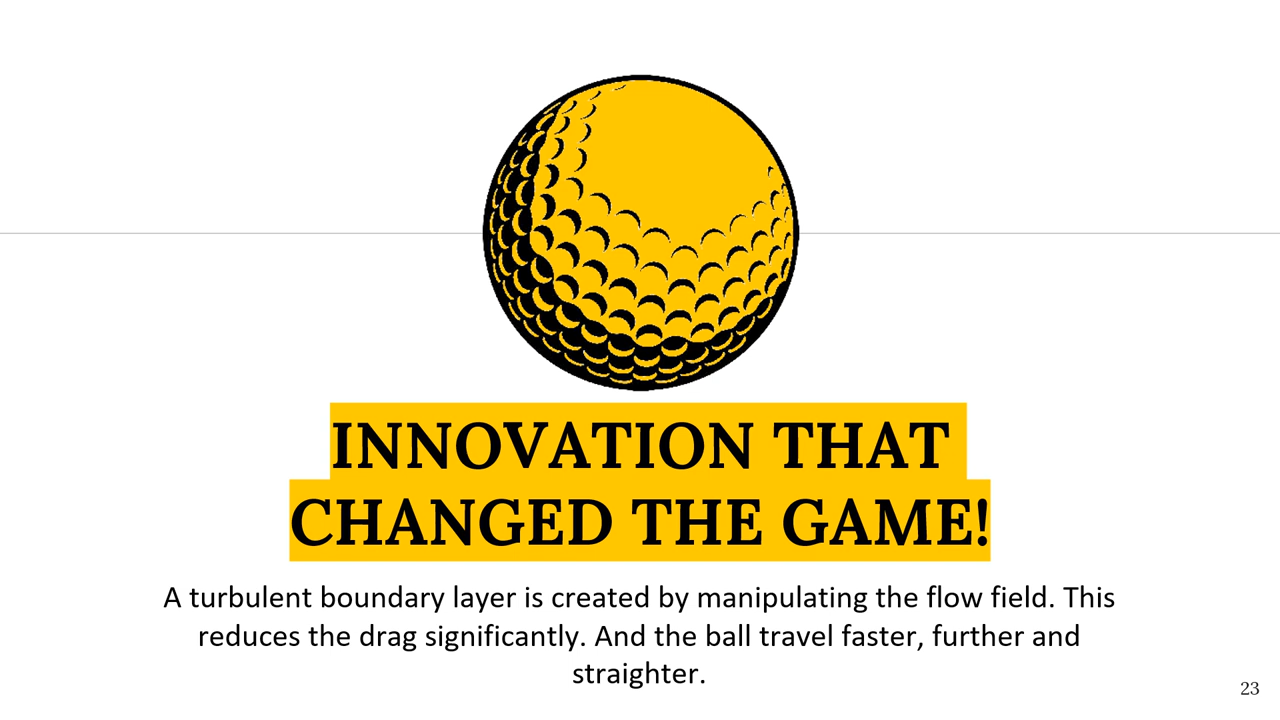 INNOVATION THAT
CHANGED THE GAME!
A turbulent boundary layer is created by manipulating the flow field. This
reduces the drag significantly. And the ball travel faster, further and
straighter.
23